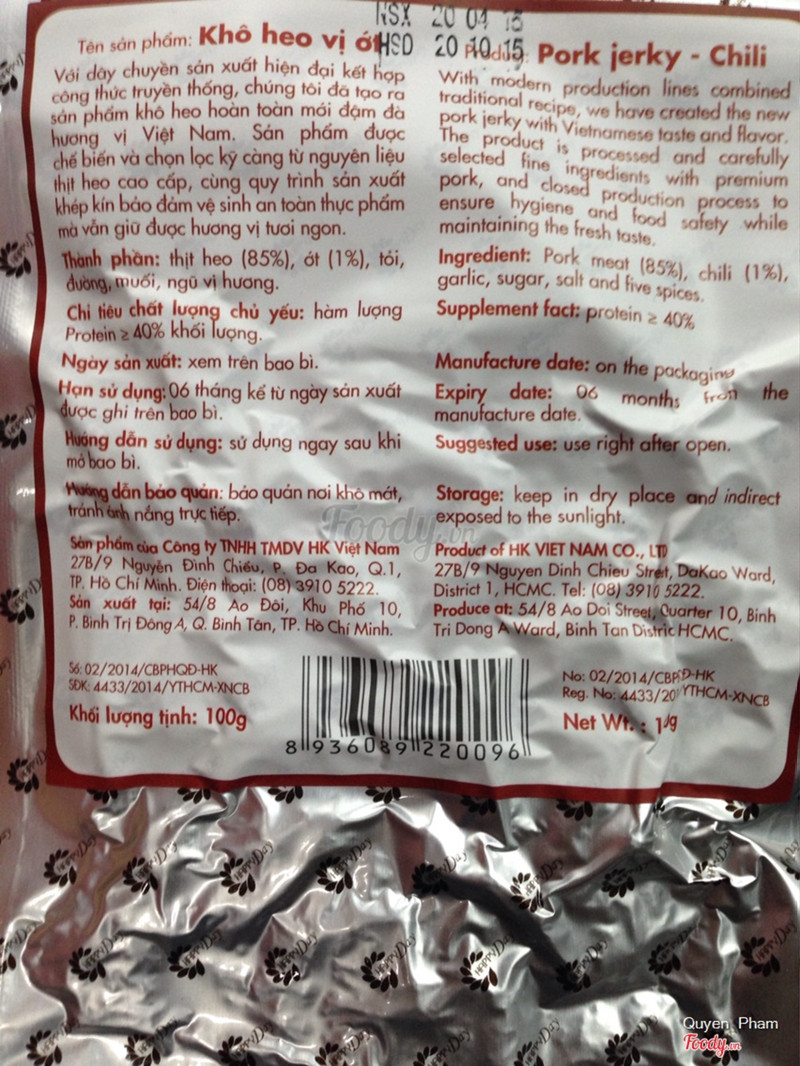 NSX 20 04 15
HSD 20 10 15
Tên sản phẩm: Khô heo vị ớt
Với dây chuyền sản xuất hiện đại kết hợp
công thức truyền thống, chúng tôi đã tạo ra
sản phẩm khô heo hoàn toàn mới đậm đà
hương vị Việt Nam. Sản phẩm được
chế biến và chọn lọc kỹ càng từ nguyên liệu
thịt heo cao cấp, cùng quy trình sản xuất
khép kín bảo đảm vệ sinh an toàn thực phẩm
mà vẫn giữ được hương vị tươi ngon.
Thành phần: thịt heo (85%), ớt (1%), tỏi,
đường, muối, ngũ vị hương.
Chỉ tiêu chất lượng chủ yếu: hàm lượng
Protein ≥ 40% khối lượng.
Ngày sản xuất: xem trên bao bì.
Hạn sử dụng: 06 tháng kể từ ngày sản xuất
được ghi trên bao bì.
Hướng dẫn sử dụng: sử dụng ngay sau khi
mở bao bì.
Hướng dẫn bảo quản: bảo quản nơi khô mát,
tránh ánh nắng trực tiếp.
Sản phẩm của Công ty TNHH TMDV HK Việt Nam
27B/9 Nguyễn Đình Chiểu, P. Đa Kao, Q.1,
TP. Hồ Chí Minh. Điện thoại: (08) 3910 5222.
Sản xuất tại: 54/8 Ao Đôi, Khu Phố 10,
P. Bình Trị Đông A, Q. Bình Tân, TP. Hồ Chí Minh.
Số: 02/2014/CBPHQĐ-HK
SĐK: 4433/2014/YTHCM-XNCB
Khối lượng tịnh: 100g
Product: Pork jerky - Chili
With modern production lines combined
traditional recipe, we have created the new
pork jerky with Vietnamese taste and flavor.
The product is processed and carefully
selected fine ingredients with premium
pork, and closed production process to
ensure hygiene and food safety while
maintaining the fresh taste.
Ingredient: Pork meat (85%), chili (1%),
garlic, sugar, salt and five spices.
Supplement fact: protein ≥ 40%
Manufacture date: on the packaging
Expiry date: 06 months from the
manufacture date.
Suggested use: use right after open.
Storage: keep in dry place and indirect
exposed to the sunlight.
Product of HK VIET NAM CO., LTD
27B/9 Nguyen Dinh Chieu Street, DaKao Ward,
District 1, HCMC. Tel: (08) 3910 5222.
Produce at: 54/8 Ao Doi Street, Quarter 10, Binh
Tri Dong A Ward, Binh Tan Distric HCMC.
No: 02/2014/CBP Đ-HK
Reg. No: 4433/20 YTHCM-XNCB
Net Wt. :
8 936089 220096
Foody.vn
HAPPY DAY
Quyen Pham
Foody.vn